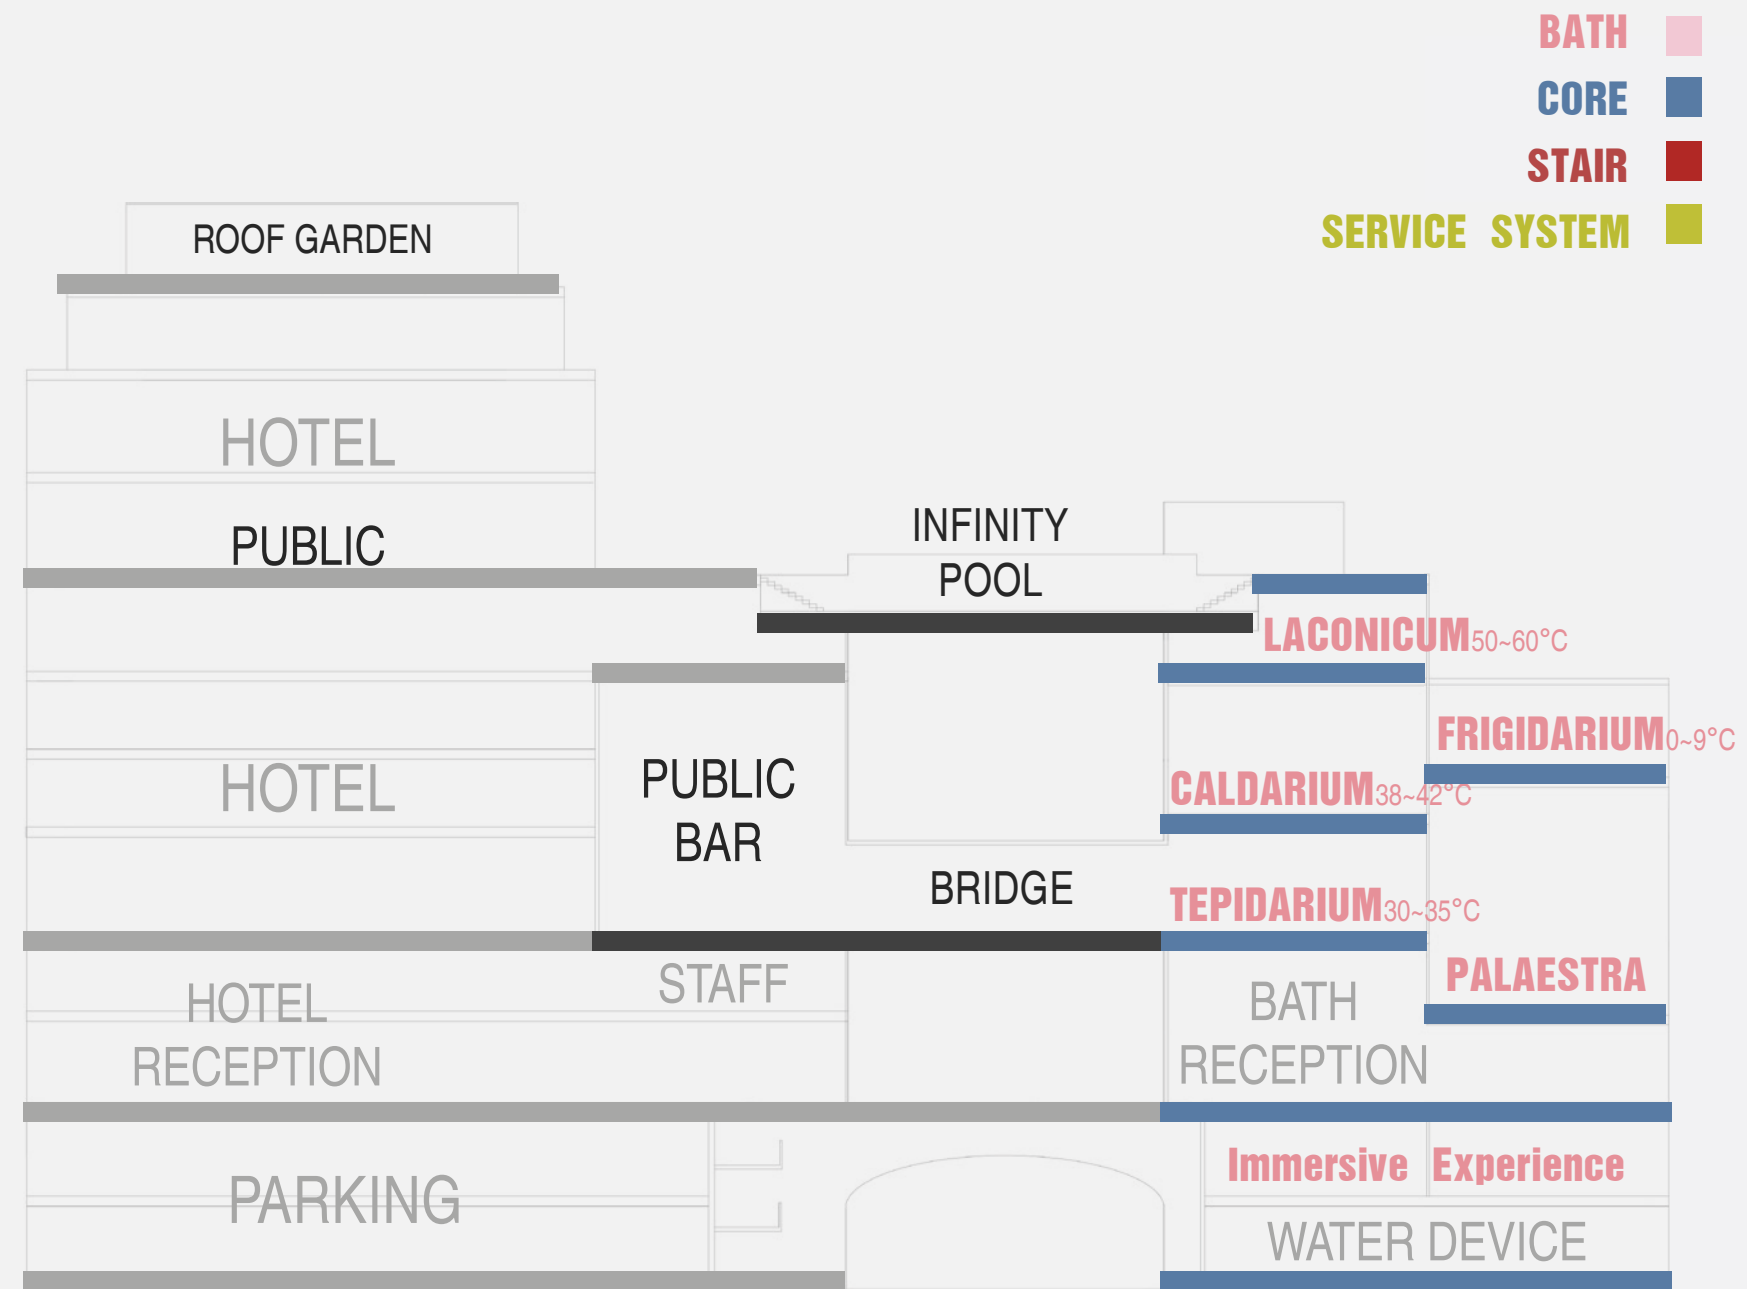 BATH
CORE
STAIR
SERVICE SYSTEM
ROOF GARDEN
HOTEL
PUBLIC
INFINITY
POOL
LACONICUM50~60°C
FRIGIDARIUM0~9°C
HOTEL
PUBLIC
BAR
CALDARIUM38~42°C
BRIDGE
TEPIDARIUM30~35°C
HOTEL
RECEPTION
STAFF
BATH
RECEPTION
PALAESTRA
PARKING
Immersive Experience
WATER DEVICE